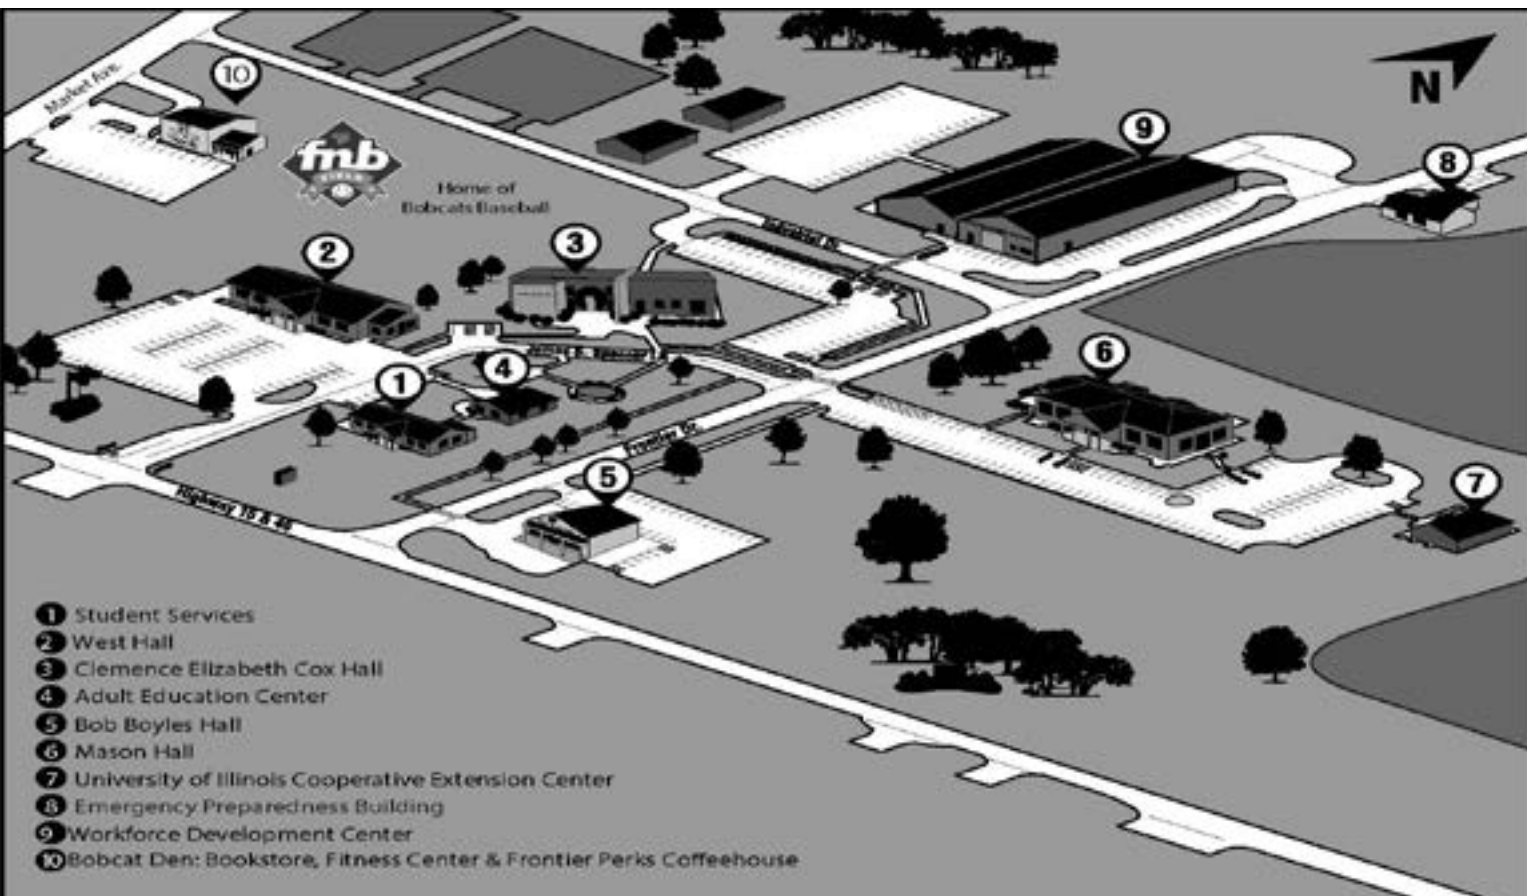 Market Ave.
10
fnb
FIELD
Home of
Bobcats Baseball
N
9
8
Industrial Dr.
3
2
6
4
1
Frontier Dr.
5
7
Highway 15 & 45
1 Student Services
2 West Hall
3 Clemence Elizabeth Cox Hall
4 Adult Education Center
5 Bob Boyles Hall
6 Mason Hall
7 University of Illinois Cooperative Extension Center
8 Emergency Preparedness Building
9 Workforce Development Center
10 Bobcat Den: Bookstore, Fitness Center & Frontier Perks Coffeehouse